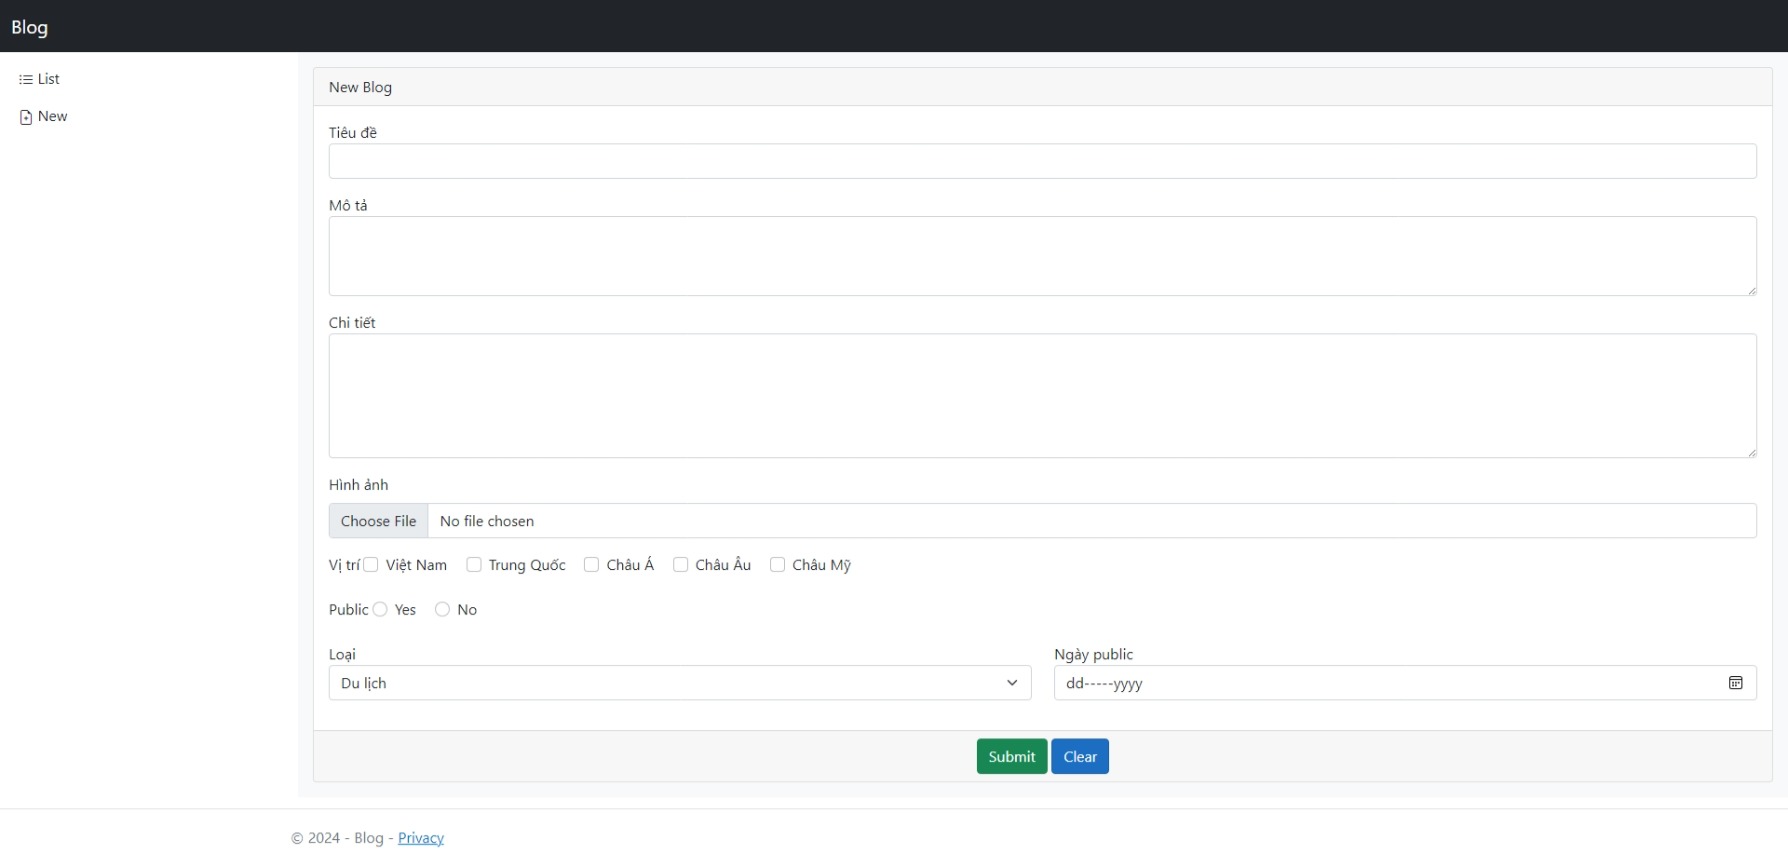 Blog
List
New
New Blog
Tiêu đề
Mô tả
Chi tiết
Hình ảnh
Choose File No file chosen
Vị trí Việt Nam Trung Quốc Châu Á Châu Âu Châu Mỹ
Public Yes No
Loại Ngày public
Du lịch dd-----yyyy
Submit Clear
© 2024 - Blog - Privacy